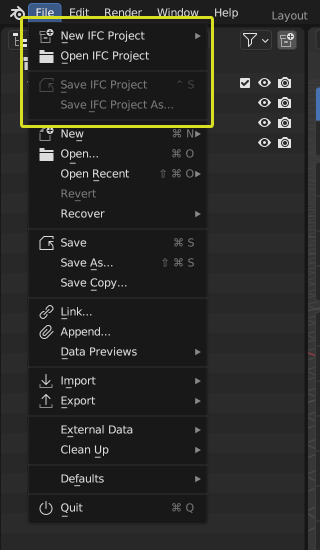 File Edit Render Window Help Layout
New IFC Project
Open IFC Project
Save IFC Project ⌃ S
Save IFC Project As...
New ⌘ N
Open... ⌘ O
Open Recent ⇧ ⌘ O
Revert
Recover
Save ⌘ S
Save As... ⇧ ⌘ S
Save Copy...
Link...
Append...
Data Previews
Import
Export
External Data
Clean Up
Defaults
Quit ⌘ Q